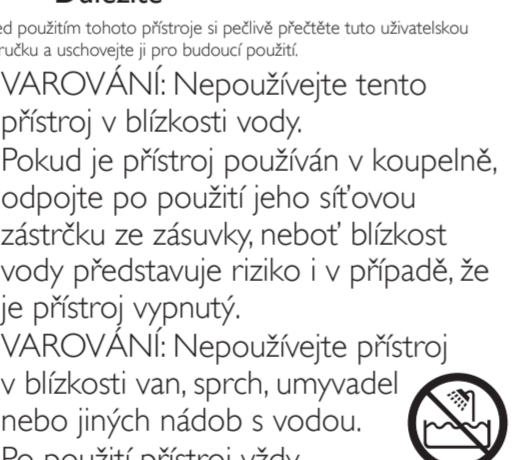 Důležité
ed použitím tohoto přístroje si pečlivě přečtěte tuto uživatelskou
ručku a uschovejte ji pro budoucí použití.
VAROVÁNÍ: Nepoužívejte tento
přístroj v blízkosti vody.
Pokud je přístroj používán v koupelně,
odpojte po použití jeho síťovou
zástrčku ze zásuvky, neboť blízkost
vody představuje riziko i v případě, že
je přístroj vypnutý.
VAROVÁNÍ: Nepoužívejte přístroj
v blízkosti van, sprch, umyvadel
nebo jiných nádob s vodou.
Po použití přístroj vždy